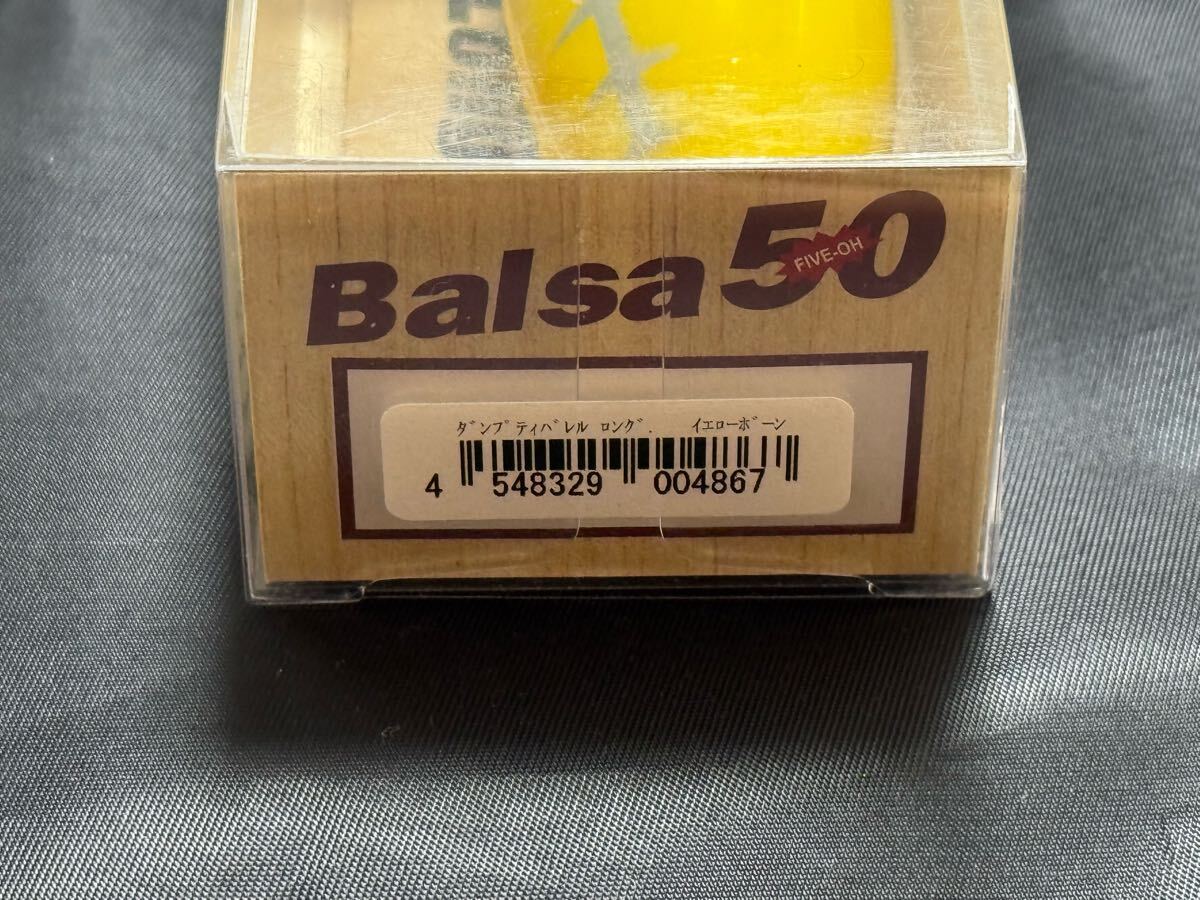 Balsa50
FIVE-OH
ﾀﾞﾝﾌﾟﾃｨﾊﾞﾚﾙ ﾛﾝｸﾞ. ｲｴﾛｰﾎﾞｰﾝ
4 548329 004867